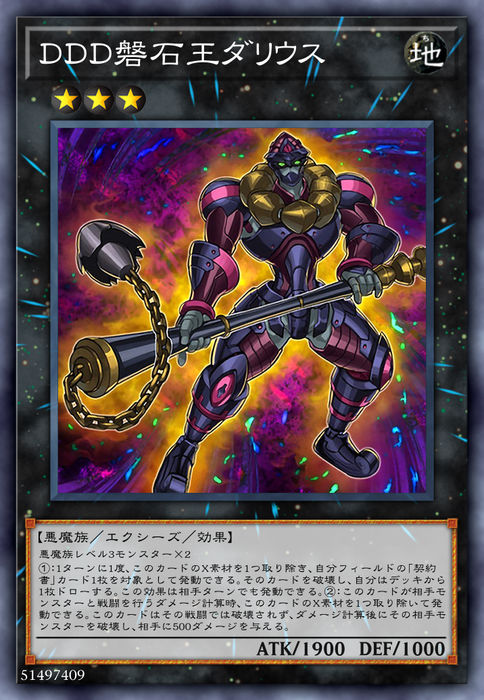 DDD磐石王ダリウス
ち
地
【悪魔族／エクシーズ／効果】
悪魔族レベル3モンスター×2
①:1ターンに1度、このカードのX素材を1つ取り除き、自分フィールドの「契約
書」カード1枚を対象として発動できる。そのカードを破壊し、自分はデッキから
1枚ドローする。この効果は相手ターンでも発動できる。②:このカードが相手モ
ンスターと戦闘を行うダメージ計算時、このカードのX素材を1つ取り除いて発
動できる。このカードはその戦闘では破壊されず、ダメージ計算後にその相手モ
ンスターを破壊し、相手に500ダメージを与える。
ATK/1900 DEF/1000
51497409